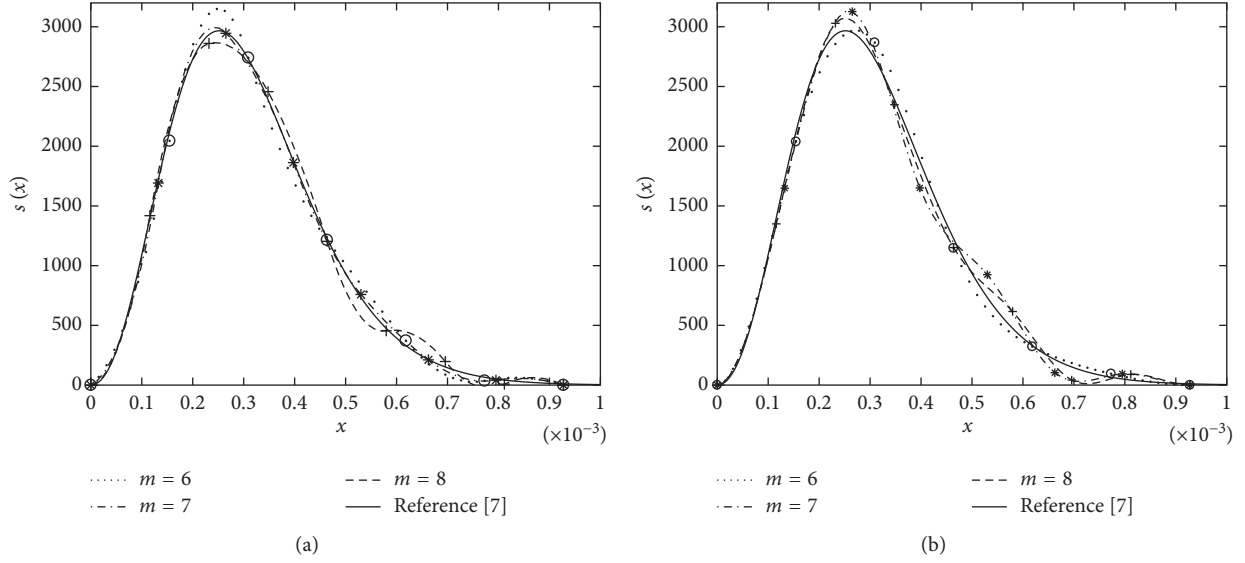 3000
2500
2000
1500
1000
500
0
s (x)
0 0.1 0.2 0.3 0.4 0.5 0.6 0.7 0.8 0.9 1
x
(×10−3)
m = 6
m = 7
m = 8
Reference [7]
(a)
3000
2500
2000
1500
1000
500
0
s (x)
0 0.1 0.2 0.3 0.4 0.5 0.6 0.7 0.8 0.9 1
x
(×10−3)
m = 6
m = 7
m = 8
Reference [7]
(b)